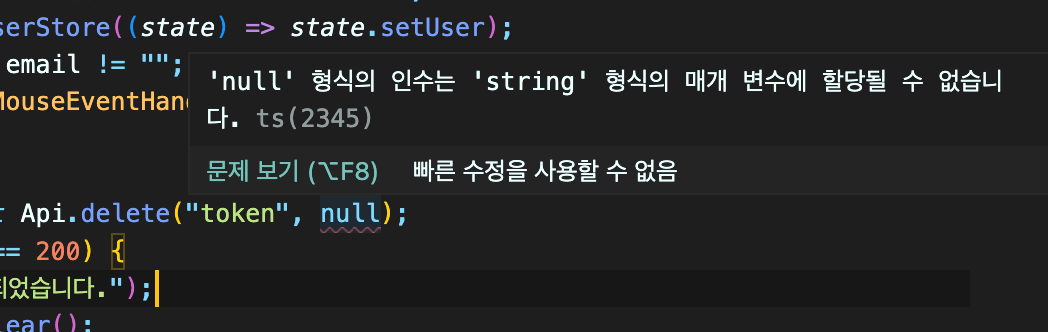 serStore((state) => state.setUser);
email != "";
'null' 형식의 인수는 'string' 형식의 매개 변수에 할당될 수 없습니
MouseEventHan
다. ts(2345)
문제 보기 (⌥F8) 빠른 수정을 사용할 수 없음
Api.delete("token", null);
== 200) {
되었습니다.");
lear();